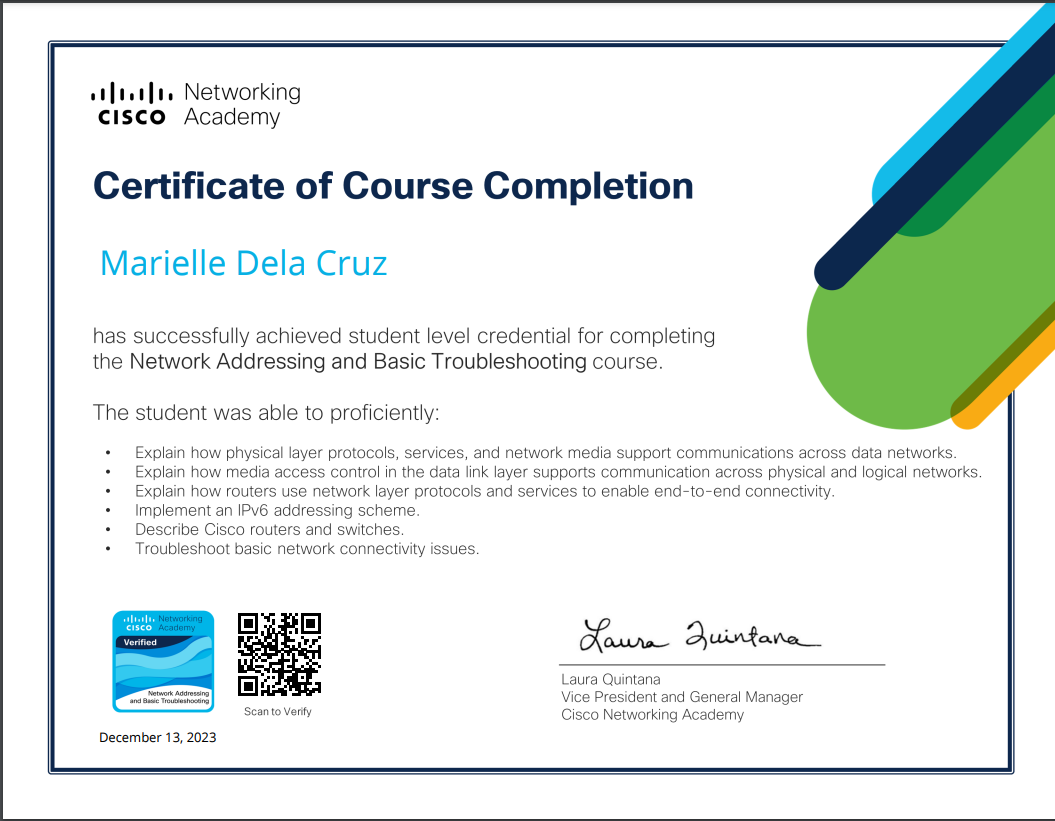 Networking
CISCO Academy
Certificate of Course Completion
Marielle Dela Cruz
has successfully achieved student level credential for completing
the Network Addressing and Basic Troubleshooting course.
The student was able to proficiently:
• Explain how physical layer protocols, services, and network media support communications across data networks.
• Explain how media access control in the data link layer supports communication across physical and logical networks.
• Explain how routers use network layer protocols and services to enable end-to-end connectivity.
• Implement an IPv6 addressing scheme.
• Describe Cisco routers and switches.
• Troubleshoot basic network connectivity issues.
Networking
CISCO Academy
Verified
Network Addressing
and Basic Troubleshooting
Scan to Verify
December 13, 2023
Laura Quintana
Laura Quintana
Vice President and General Manager
Cisco Networking Academy